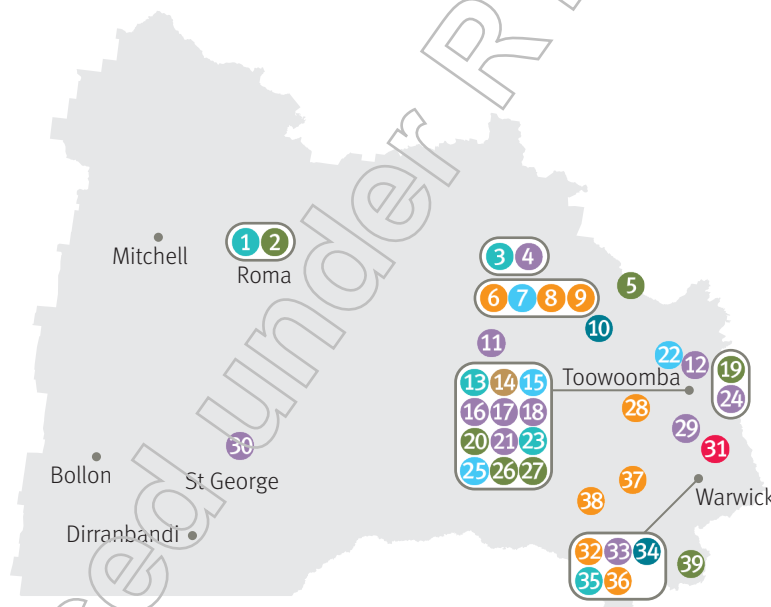 Mitchell
1 2
Roma
3 4
6 7 8 9
5
10
11
22 12
19
24
Toowoomba
13 14 15
16 17 18
20 21 23
25 26 27
28
29
31
30
St George
Bollon
Dirranbandi
37
38
Warwick
32 33 34
35 36
39
sed under R